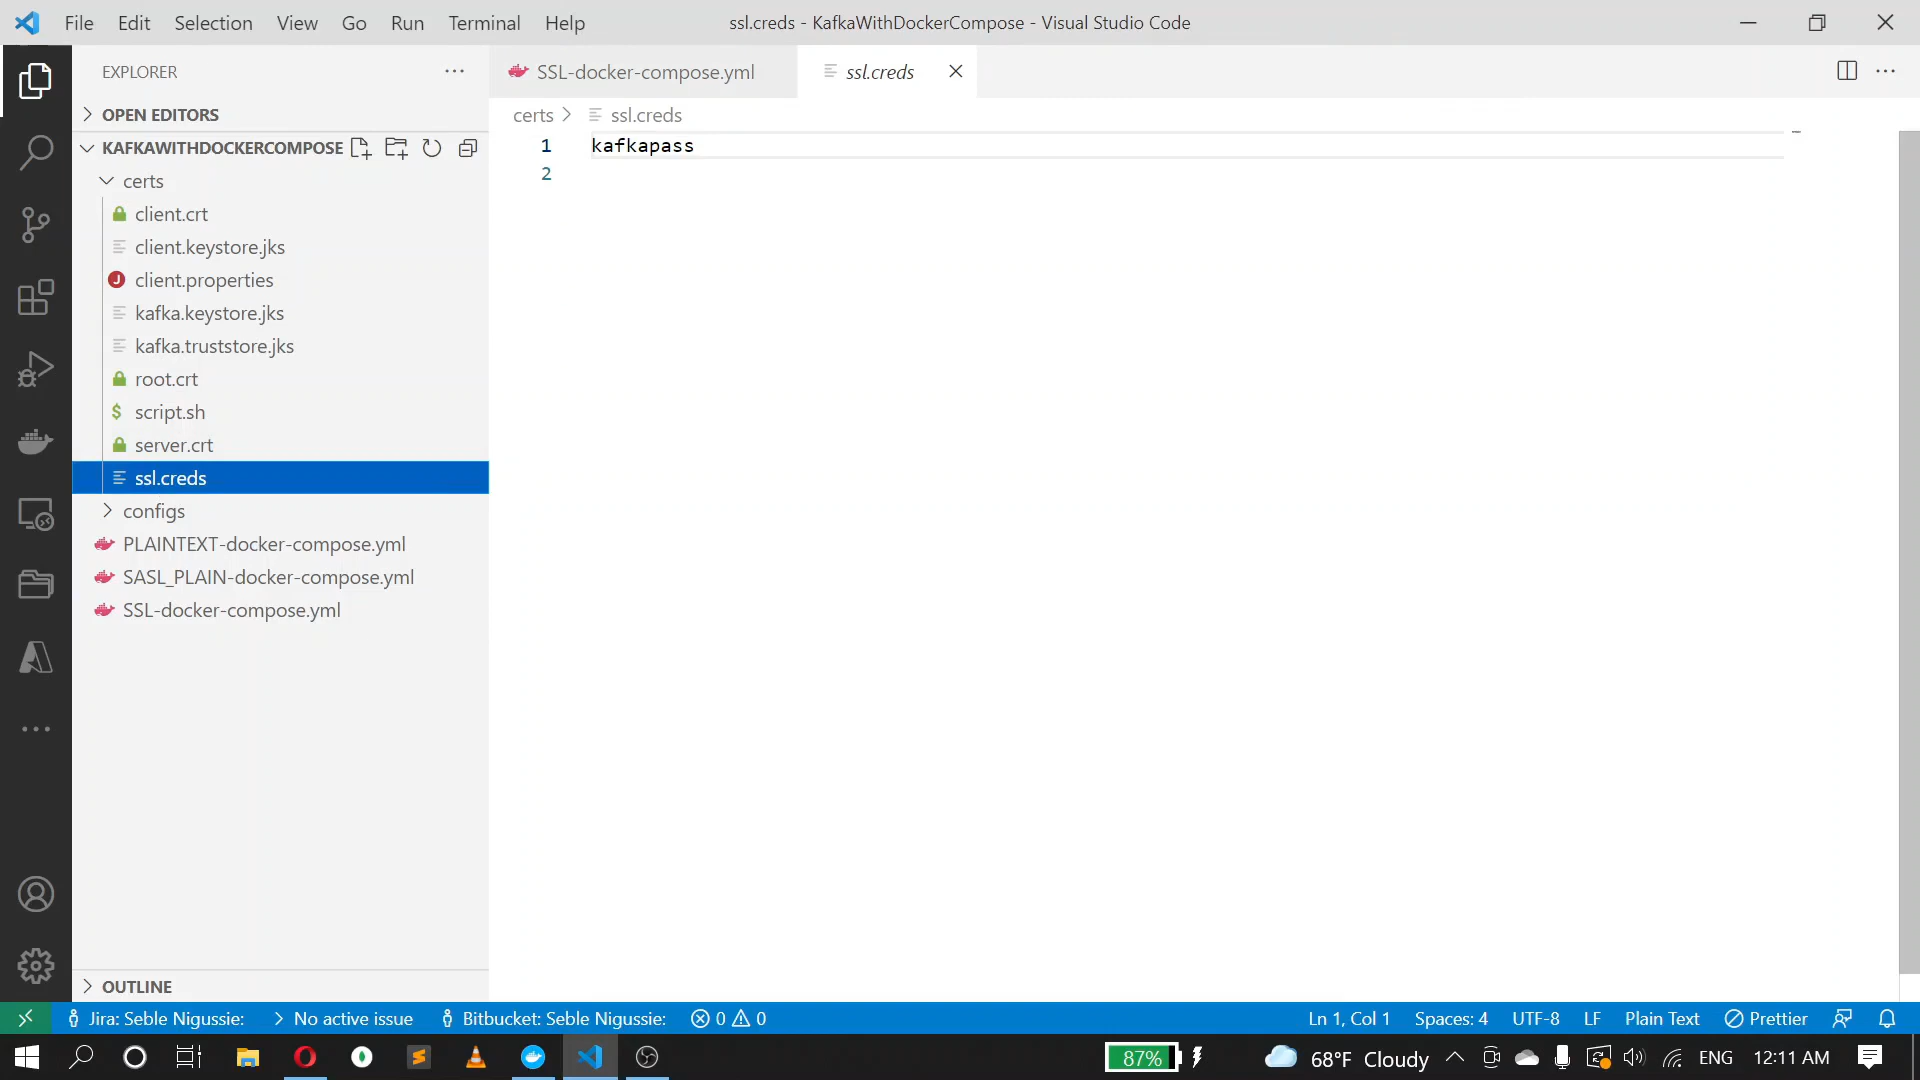 File Edit Selection View Go Run Terminal Help
ssl.creds - KafkaWithDockerCompose - Visual Studio Code
EXPLORER
SSL-docker-compose.yml
ssl.creds
OPEN EDITORS
certs
ssl.creds
KAFKAWITHDOCKERCOMPOSE
1 kafkapass
2
certs
client.crt
client.keystore.jks
client.properties
kafka.keystore.jks
kafka.truststore.jks
root.crt
script.sh
server.crt
ssl.creds
configs
PLAINTEXT-docker-compose.yml
SASL_PLAIN-docker-compose.yml
SSL-docker-compose.yml
OUTLINE
Jira: Seble Nigussie: No active issue Bitbucket: Seble Nigussie: 0 0 Ln 1, Col 1 Spaces: 4 UTF-8 LF Plain Text Prettier
87% 68°F Cloudy ENG 12:11 AM